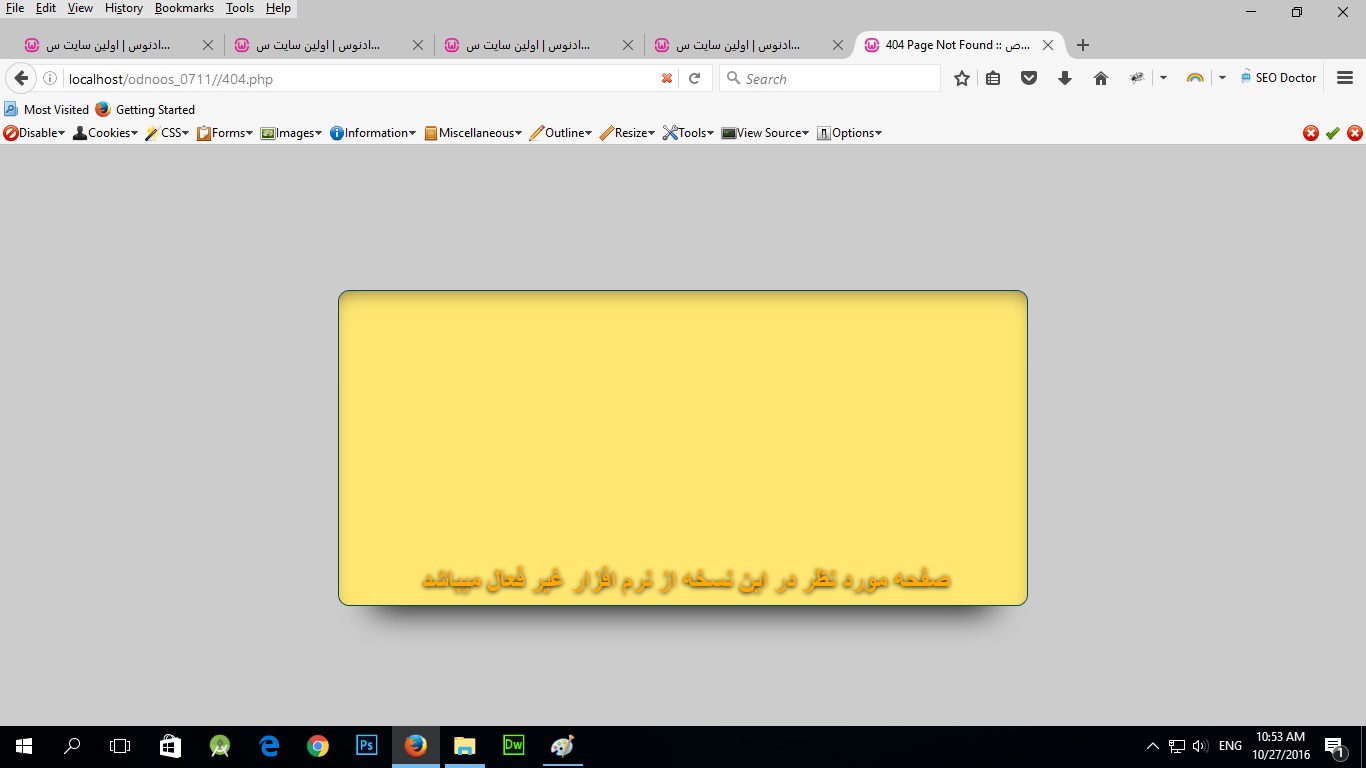 File Edit View History Bookmarks Tools Help
ادنوس | اولین سایت س...
ادنوس | اولین سایت س...
ادنوس | اولین سایت س...
ادنوس | اولین سایت س...
404 Page Not Found :: ص...
localhost/odnoos_0711//404.php
Search
SEO Doctor
Most Visited Getting Started
Disable Cookies CSS Forms Images Information Miscellaneous Outline Resize Tools View Source Options
صفحه مورد نظر در این نسخه از نرم افزار غیر فعال میباشد
Ps
Dw
ENG
10:53 AM
10/27/2016
1